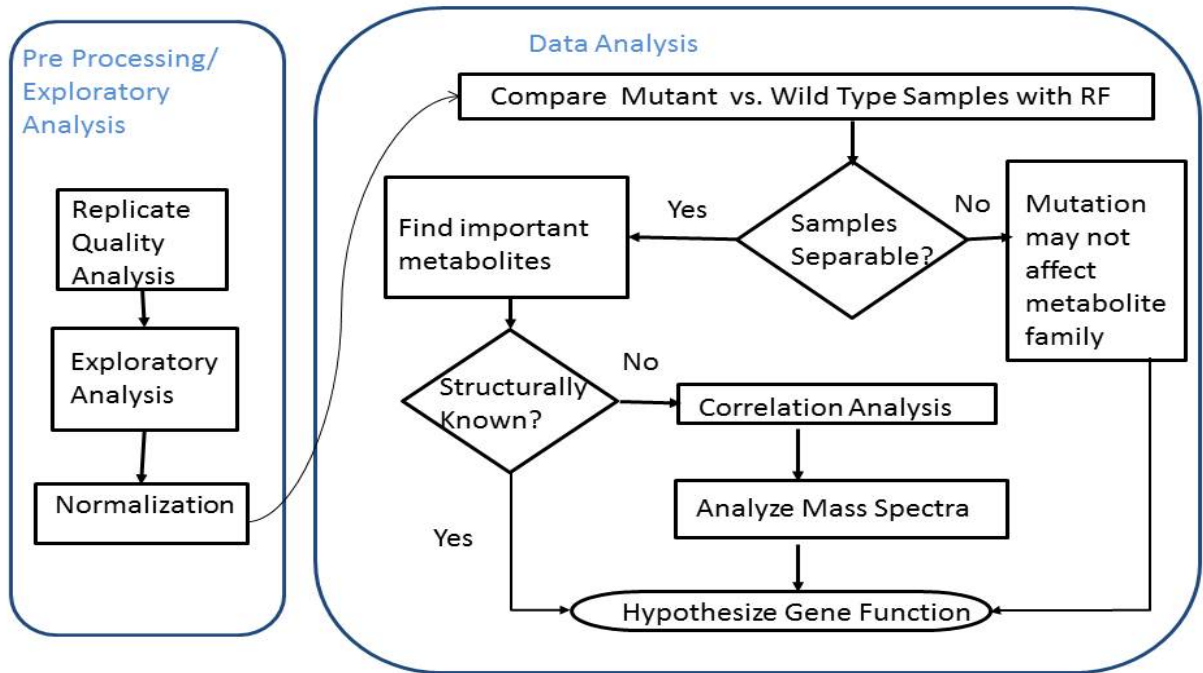 Pre Processing/
Exploratory
Analysis
Replicate
Quality
Analysis
Exploratory
Analysis
Normalization
Data Analysis
Compare Mutant vs. Wild Type Samples with RF
Samples
Separable?
Yes
No
Find important
metabolites
Mutation
may not
affect
metabolite
family
Structurally
Known?
No
Yes
Correlation Analysis
Analyze Mass Spectra
Hypothesize Gene Function